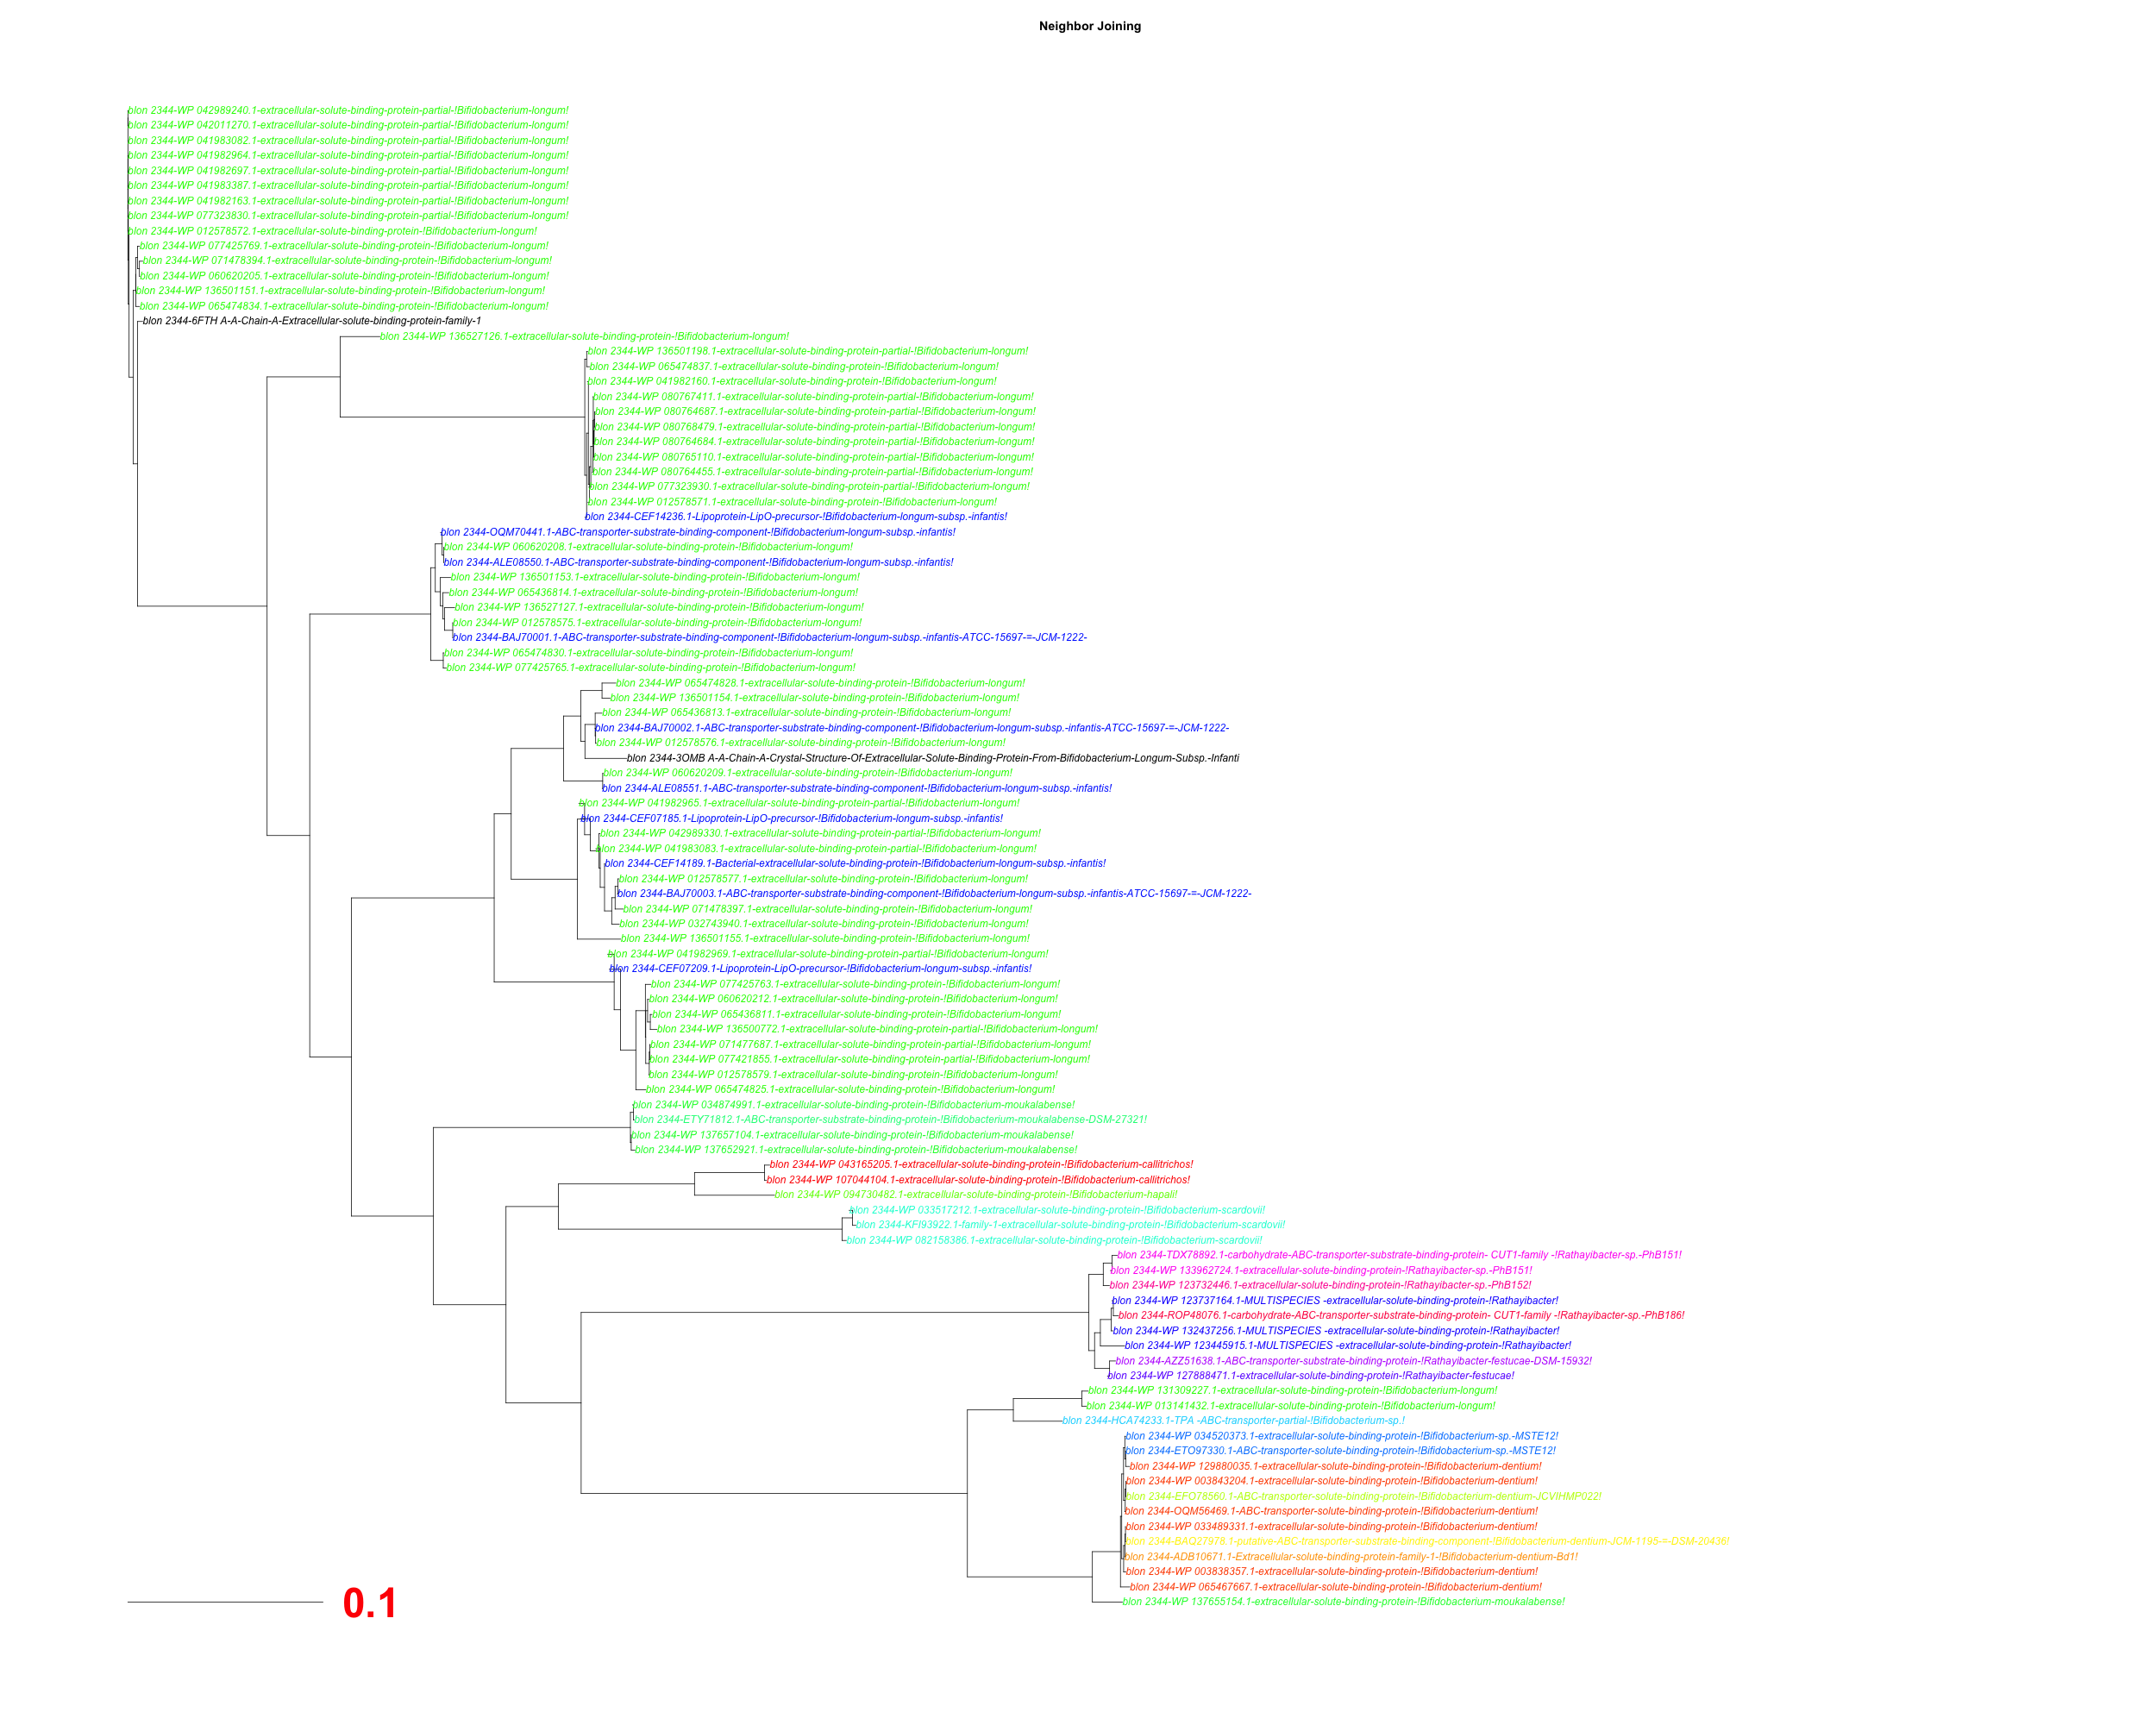 Neighbor Joining
blon 2344-WP 042989240.1-extracellular-solute-binding-protein-partial-!Bifidobacterium-longum!
blon 2344-WP 042011270.1-extracellular-solute-binding-protein-partial-!Bifidobacterium-longum!
blon 2344-WP 041983082.1-extracellular-solute-binding-protein-partial-!Bifidobacterium-longum!
blon 2344-WP 041982964.1-extracellular-solute-binding-protein-partial-!Bifidobacterium-longum!
blon 2344-WP 041982697.1-extracellular-solute-binding-protein-partial-!Bifidobacterium-longum!
blon 2344-WP 041983387.1-extracellular-solute-binding-protein-partial-!Bifidobacterium-longum!
blon 2344-WP 041982163.1-extracellular-solute-binding-protein-partial-!Bifidobacterium-longum!
blon 2344-WP 077323830.1-extracellular-solute-binding-protein-partial-!Bifidobacterium-longum!
blon 2344-WP 012578572.1-extracellular-solute-binding-protein-!Bifidobacterium-longum!
blon 2344-WP 077425769.1-extracellular-solute-binding-protein-!Bifidobacterium-longum!
blon 2344-WP 071478394.1-extracellular-solute-binding-protein-!Bifidobacterium-longum!
blon 2344-WP 060620205.1-extracellular-solute-binding-protein-!Bifidobacterium-longum!
blon 2344-WP 136501151.1-extracellular-solute-binding-protein-!Bifidobacterium-longum!
blon 2344-WP 065474834.1-extracellular-solute-binding-protein-!Bifidobacterium-longum!
blon 2344-6FTH A-A-Chain-A-Extracellular-solute-binding-protein-family-1
blon 2344-WP 136527126.1-extracellular-solute-binding-protein-!Bifidobacterium-longum!
blon 2344-WP 136501198.1-extracellular-solute-binding-protein-partial-!Bifidobacterium-longum!
blon 2344-WP 065474837.1-extracellular-solute-binding-protein-!Bifidobacterium-longum!
blon 2344-WP 041982160.1-extracellular-solute-binding-protein-!Bifidobacterium-longum!
blon 2344-WP 080767411.1-extracellular-solute-binding-protein-partial-!Bifidobacterium-longum!
blon 2344-WP 080764687.1-extracellular-solute-binding-protein-partial-!Bifidobacterium-longum!
blon 2344-WP 080768479.1-extracellular-solute-binding-protein-partial-!Bifidobacterium-longum!
blon 2344-WP 080764684.1-extracellular-solute-binding-protein-partial-!Bifidobacterium-longum!
blon 2344-WP 080765110.1-extracellular-solute-binding-protein-partial-!Bifidobacterium-longum!
blon 2344-WP 080764455.1-extracellular-solute-binding-protein-partial-!Bifidobacterium-longum!
blon 2344-WP 077323930.1-extracellular-solute-binding-protein-partial-!Bifidobacterium-longum!
blon 2344-WP 012578571.1-extracellular-solute-binding-protein-!Bifidobacterium-longum!
blon 2344-CEF14236.1-Lipoprotein-LipO-precursor-!Bifidobacterium-longum-subsp.-infantis!
blon 2344-OQM70441.1-ABC-transporter-substrate-binding-component-!Bifidobacterium-longum-subsp.-infantis!
blon 2344-WP 060620208.1-extracellular-solute-binding-protein-!Bifidobacterium-longum!
blon 2344-ALE08550.1-ABC-transporter-substrate-binding-component-!Bifidobacterium-longum-subsp.-infantis!
blon 2344-WP 136501153.1-extracellular-solute-binding-protein-!Bifidobacterium-longum!
blon 2344-WP 065436814.1-extracellular-solute-binding-protein-!Bifidobacterium-longum!
blon 2344-WP 136527127.1-extracellular-solute-binding-protein-!Bifidobacterium-longum!
blon 2344-WP 012578575.1-extracellular-solute-binding-protein-!Bifidobacterium-longum!
blon 2344-BAJ70001.1-ABC-transporter-substrate-binding-component-!Bifidobacterium-longum-subsp.-infantis-ATCC-15697-=-JCM-1222-
blon 2344-WP 065474830.1-extracellular-solute-binding-protein-!Bifidobacterium-longum!
blon 2344-WP 077425765.1-extracellular-solute-binding-protein-!Bifidobacterium-longum!
blon 2344-WP 065474828.1-extracellular-solute-binding-protein-!Bifidobacterium-longum!
blon 2344-WP 136501154.1-extracellular-solute-binding-protein-!Bifidobacterium-longum!
blon 2344-WP 065436813.1-extracellular-solute-binding-protein-!Bifidobacterium-longum!
blon 2344-BAJ70002.1-ABC-transporter-substrate-binding-component-!Bifidobacterium-longum-subsp.-infantis-ATCC-15697-=-JCM-1222-
blon 2344-WP 012578576.1-extracellular-solute-binding-protein-!Bifidobacterium-longum!
blon 2344-3OMB A-A-Chain-A-Crystal-Structure-Of-Extracellular-Solute-Binding-Protein-From-Bifidobacterium-Longum-Subsp.-Infanti
blon 2344-WP 060620209.1-extracellular-solute-binding-protein-!Bifidobacterium-longum!
blon 2344-ALE08551.1-ABC-transporter-substrate-binding-component-!Bifidobacterium-longum-subsp.-infantis!
blon 2344-WP 041982965.1-extracellular-solute-binding-protein-partial-!Bifidobacterium-longum!
blon 2344-CEF07185.1-Lipoprotein-LipO-precursor-!Bifidobacterium-longum-subsp.-infantis!
blon 2344-WP 042989330.1-extracellular-solute-binding-protein-partial-!Bifidobacterium-longum!
blon 2344-WP 041983083.1-extracellular-solute-binding-protein-partial-!Bifidobacterium-longum!
blon 2344-CEF14189.1-Bacterial-extracellular-solute-binding-protein-!Bifidobacterium-longum-subsp.-infantis!
blon 2344-WP 012578577.1-extracellular-solute-binding-protein-!Bifidobacterium-longum!
blon 2344-BAJ70003.1-ABC-transporter-substrate-binding-component-!Bifidobacterium-longum-subsp.-infantis-ATCC-15697-=-JCM-1222-
blon 2344-WP 071478397.1-extracellular-solute-binding-protein-!Bifidobacterium-longum!
blon 2344-WP 032743940.1-extracellular-solute-binding-protein-!Bifidobacterium-longum!
blon 2344-WP 136501155.1-extracellular-solute-binding-protein-!Bifidobacterium-longum!
blon 2344-WP 041982969.1-extracellular-solute-binding-protein-partial-!Bifidobacterium-longum!
blon 2344-CEF07209.1-Lipoprotein-LipO-precursor-!Bifidobacterium-longum-subsp.-infantis!
blon 2344-WP 077425763.1-extracellular-solute-binding-protein-!Bifidobacterium-longum!
blon 2344-WP 060620212.1-extracellular-solute-binding-protein-!Bifidobacterium-longum!
blon 2344-WP 065436811.1-extracellular-solute-binding-protein-!Bifidobacterium-longum!
blon 2344-WP 136500772.1-extracellular-solute-binding-protein-partial-!Bifidobacterium-longum!
blon 2344-WP 071477687.1-extracellular-solute-binding-protein-partial-!Bifidobacterium-longum!
blon 2344-WP 077421855.1-extracellular-solute-binding-protein-partial-!Bifidobacterium-longum!
blon 2344-WP 012578579.1-extracellular-solute-binding-protein-!Bifidobacterium-longum!
blon 2344-WP 065474825.1-extracellular-solute-binding-protein-!Bifidobacterium-longum!
blon 2344-WP 034874991.1-extracellular-solute-binding-protein-!Bifidobacterium-moukalabense!
blon 2344-ETY71812.1-ABC-transporter-substrate-binding-protein-!Bifidobacterium-moukalabense-DSM-27321!
blon 2344-WP 137657104.1-extracellular-solute-binding-protein-!Bifidobacterium-moukalabense!
blon 2344-WP 137652921.1-extracellular-solute-binding-protein-!Bifidobacterium-moukalabense!
blon 2344-WP 043165205.1-extracellular-solute-binding-protein-!Bifidobacterium-callitrichos!
blon 2344-WP 107044104.1-extracellular-solute-binding-protein-!Bifidobacterium-callitrichos!
blon 2344-WP 094730482.1-extracellular-solute-binding-protein-!Bifidobacterium-hapali!
blon 2344-WP 033517212.1-extracellular-solute-binding-protein-!Bifidobacterium-scardovii!
blon 2344-KFI93922.1-family-1-extracellular-solute-binding-protein-!Bifidobacterium-scardovii!
blon 2344-WP 082158386.1-extracellular-solute-binding-protein-!Bifidobacterium-scardovii!
blon 2344-TDX78892.1-carbohydrate-ABC-transporter-substrate-binding-protein- CUT1-family -!Rathayibacter-sp.-PhB151!
blon 2344-WP 133962724.1-extracellular-solute-binding-protein-!Rathayibacter-sp.-PhB151!
blon 2344-WP 123732446.1-extracellular-solute-binding-protein-!Rathayibacter-sp.-PhB152!
blon 2344-WP 123737164.1-MULTISPECIES -extracellular-solute-binding-protein-!Rathayibacter!
blon 2344-ROP48076.1-carbohydrate-ABC-transporter-substrate-binding-protein- CUT1-family -!Rathayibacter-sp.-PhB186!
blon 2344-WP 132437256.1-MULTISPECIES -extracellular-solute-binding-protein-!Rathayibacter!
blon 2344-WP 123445915.1-MULTISPECIES -extracellular-solute-binding-protein-!Rathayibacter!
blon 2344-AZZ51638.1-ABC-transporter-substrate-binding-protein-!Rathayibacter-festucae-DSM-15932!
blon 2344-WP 127888471.1-extracellular-solute-binding-protein-!Rathayibacter-festucae!
blon 2344-WP 131309227.1-extracellular-solute-binding-protein-!Bifidobacterium-longum!
blon 2344-WP 013141432.1-extracellular-solute-binding-protein-!Bifidobacterium-longum!
blon 2344-HCA74233.1-TPA -ABC-transporter-partial-!Bifidobacterium-sp.!
blon 2344-WP 034520373.1-extracellular-solute-binding-protein-!Bifidobacterium-sp.-MSTE12!
blon 2344-ETO97330.1-ABC-transporter-solute-binding-protein-!Bifidobacterium-sp.-MSTE12!
blon 2344-WP 129880035.1-extracellular-solute-binding-protein-!Bifidobacterium-dentium!
blon 2344-WP 003843204.1-extracellular-solute-binding-protein-!Bifidobacterium-dentium!
blon 2344-EFO78560.1-ABC-transporter-solute-binding-protein-!Bifidobacterium-dentium-JCVIHMP022!
blon 2344-OQM56469.1-ABC-transporter-solute-binding-protein-!Bifidobacterium-dentium!
blon 2344-WP 033489331.1-extracellular-solute-binding-protein-!Bifidobacterium-dentium!
blon 2344-BAQ27978.1-putative-ABC-transporter-substrate-binding-component-!Bifidobacterium-dentium-JCM-1195-=-DSM-20436!
blon 2344-ADB10671.1-Extracellular-solute-binding-protein-family-1-!Bifidobacterium-dentium-Bd1!
blon 2344-WP 003838357.1-extracellular-solute-binding-protein-!Bifidobacterium-dentium!
blon 2344-WP 065467667.1-extracellular-solute-binding-protein-!Bifidobacterium-dentium!
blon 2344-WP 137655154.1-extracellular-solute-binding-protein-!Bifidobacterium-moukalabense!
0.1